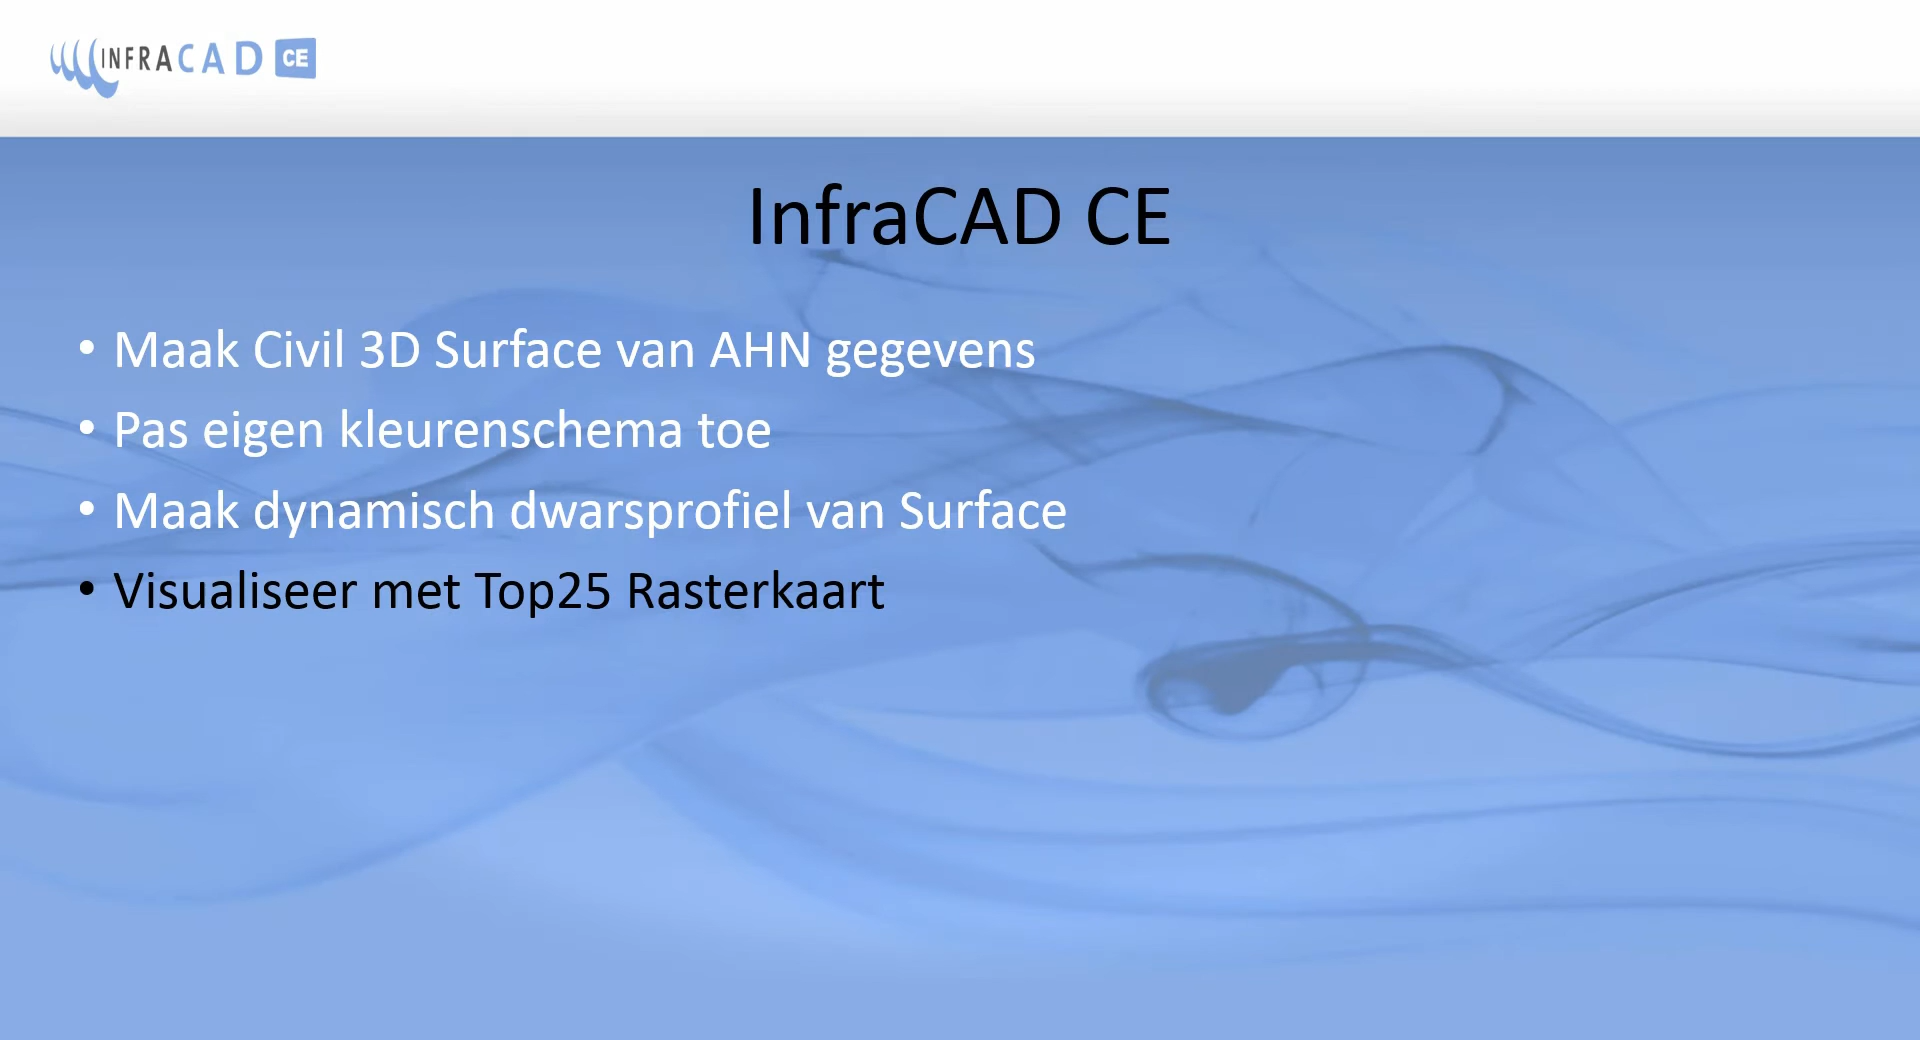 INFRACAD CE
InfraCAD CE
• Maak Civil 3D Surface van AHN gegevens
• Pas eigen kleurenschema toe
• Maak dynamisch dwarsprofiel van Surface
• Visualiseer met Top25 Rasterkaart